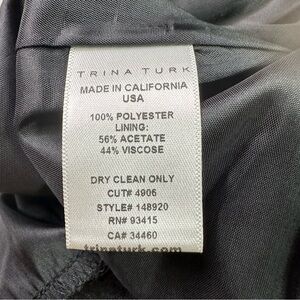 TRINA TURK
MADE IN CALIFORNIA
USA
100% POLYESTER
LINING:
56% ACETATE
44% VISCOSE
DRY CLEAN ONLY
CUT# 4906
STYLE# 148920
RN# 93415
CA# 34460
trinaturk.com